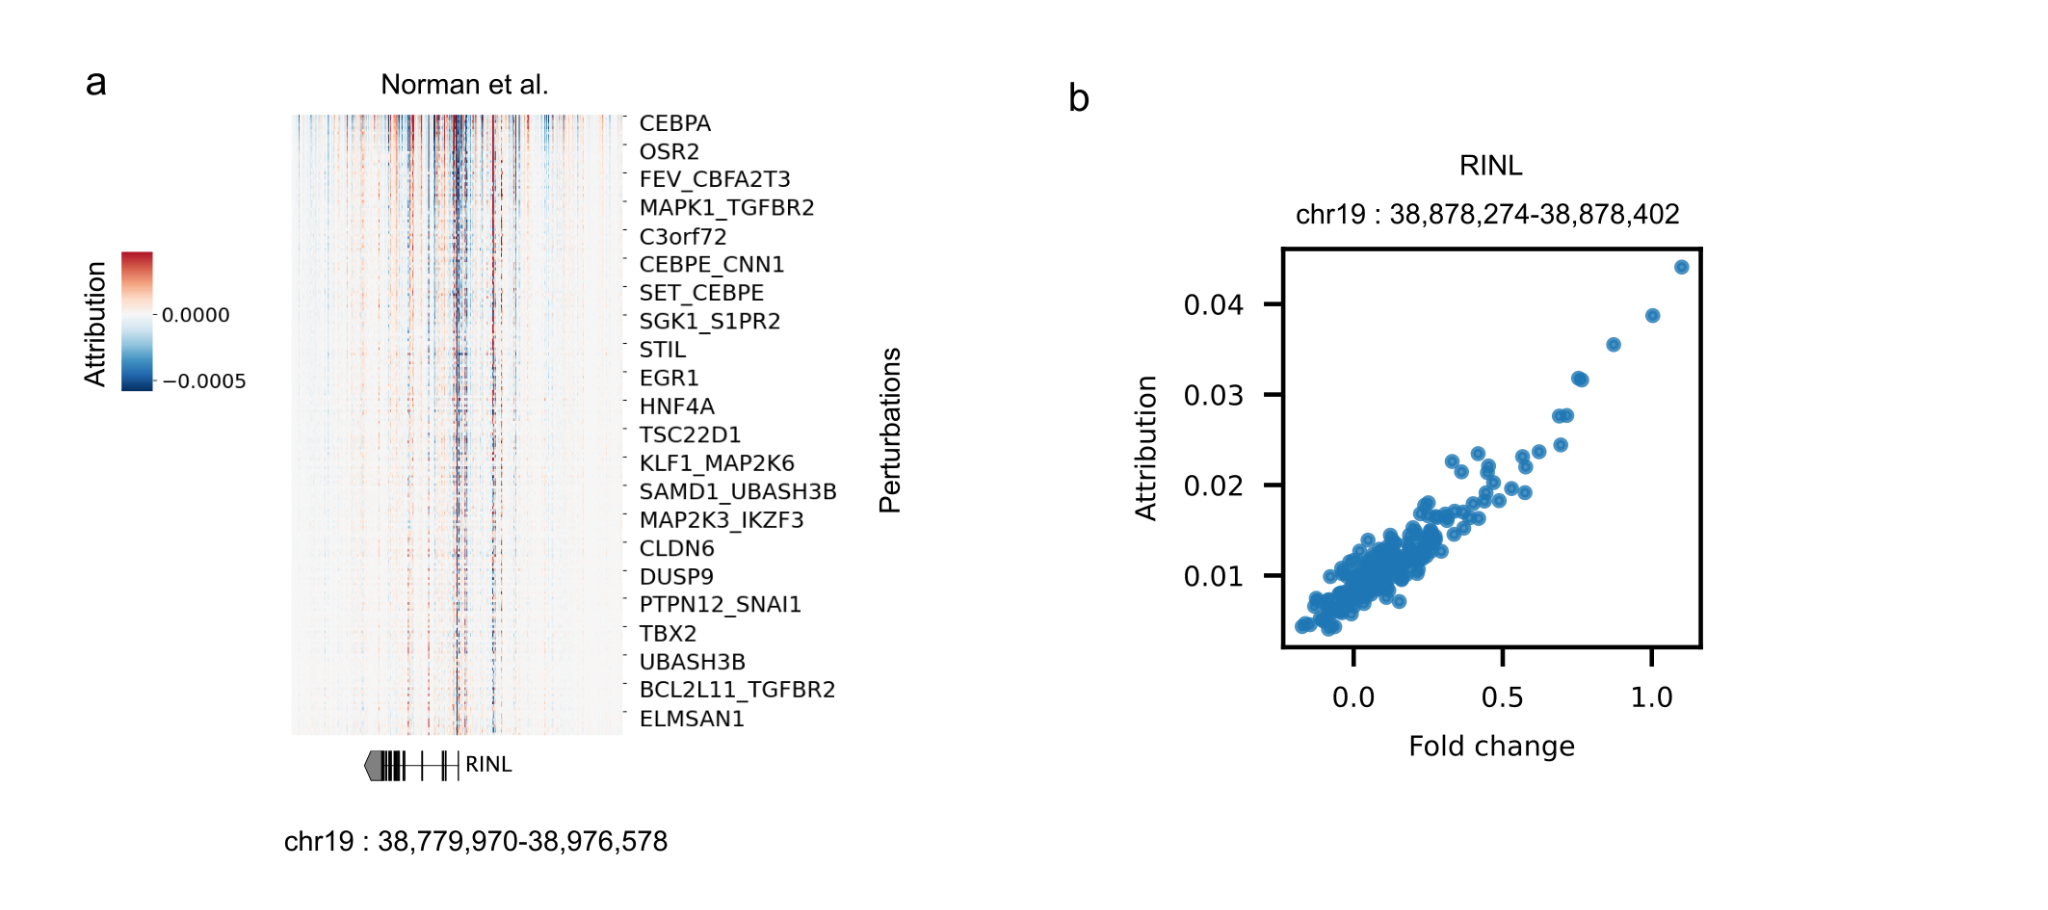 a
Norman et al.
CEBPA
OSR2
FEV_CBFA2T3
MAPK1_TGFBR2
C3orf72
CEBPE_CNN1
SET_CEBPE
SGK1_S1PR2
STIL
EGR1
HNF4A
TSC22D1
KLF1_MAP2K6
SAMD1_UBASH3B
MAP2K3_IKZF3
CLDN6
DUSP9
PTPN12_SNAI1
TBX2
UBASH3B
BCL2L11_TGFBR2
ELMSAN1
Perturbations
Attribution
0.0000
−0.0005
RINL
chr19 : 38,779,970-38,976,578
b
RINL
chr19 : 38,878,274-38,878,402
Attribution
0.04
0.03
0.02
0.01
0.0 0.5 1.0
Fold change